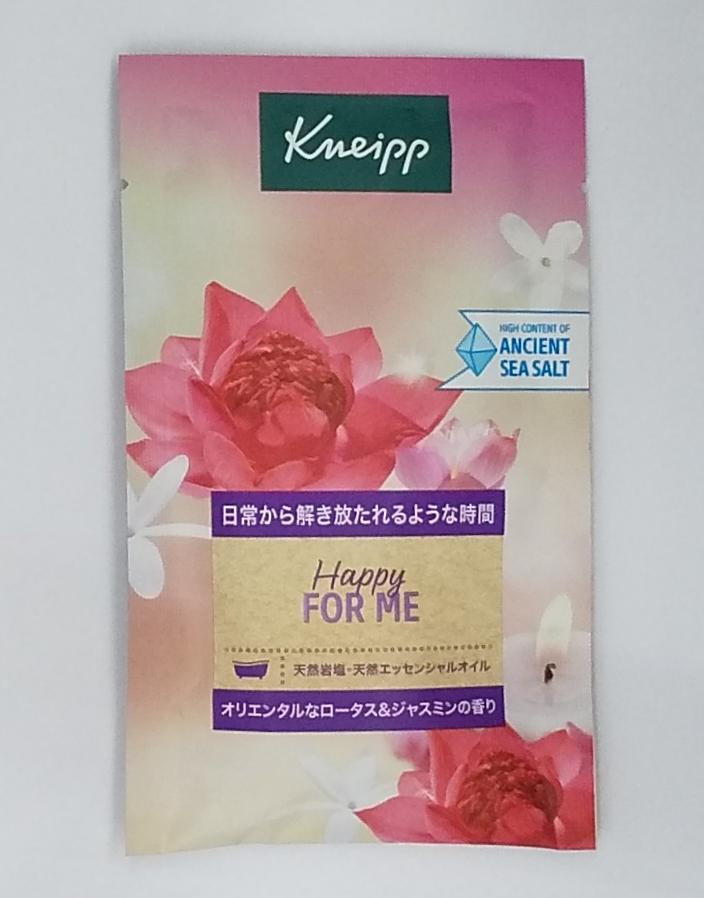 Kneipp
HIGH CONTENT OF
ANCIENT
SEA SALT
日常から解き放たれるような時間
Happy
FOR ME
天然岩塩・天然エッセンシャルオイル
オリエンタルなロータス&ジャスミンの香り